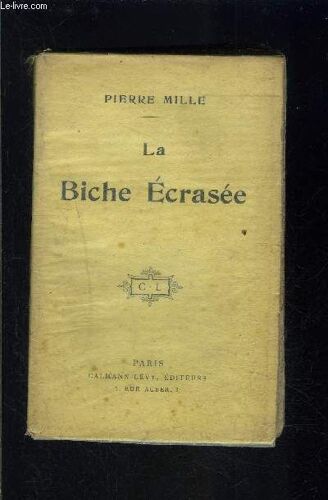 Le-livre.com
PIERRE MILLE
La
Biche Écrasée
C · L
PARIS
CALMANN-LÉVY, ÉDITEURS
3, RUE AUBER, 3